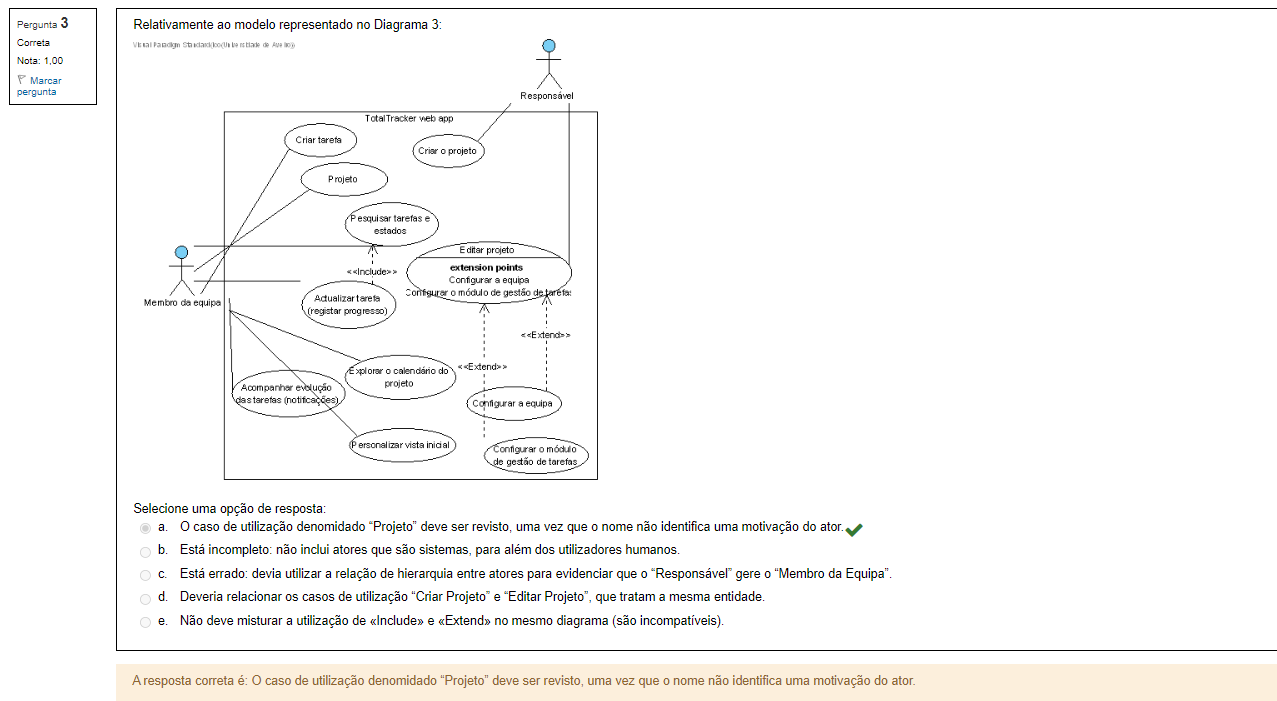 Pergunta 3
Correta
Nota: 1,00
Marcar
pergunta
Relativamente ao modelo representado no Diagrama 3:
Visual Paradigm Standard(ico(Universidade de Aveiro))
Responsável
TotalTracker web app
Criar tarefa
Criar o projeto
Projeto
Pesquisar tarefas e
estados
Editar projeto
extension points
Configurar a equipa
Configurar o módulo de gestão de tarefas
<<Include>>
Membro da equipa
Actualizar tarefa
(registar progresso)
<<Extend>>
<<Extend>>
Explorar o calendário do
projeto
Acompanhar evolução
das tarefas (notificações)
Configurar a equipa
Personalizar vista inicial
Configurar o módulo
de gestão de tarefas
Selecione uma opção de resposta:
a. O caso de utilização denomidado “Projeto” deve ser revisto, uma vez que o nome não identifica uma motivação do ator.
b. Está incompleto: não inclui atores que são sistemas, para além dos utilizadores humanos.
c. Está errado: devia utilizar a relação de hierarquia entre atores para evidenciar que o “Responsável” gere o “Membro da Equipa”.
d. Deveria relacionar os casos de utilização “Criar Projeto” e “Editar Projeto”, que tratam a mesma entidade.
e. Não deve misturar a utilização de «Include» e «Extend» no mesmo diagrama (são incompatíveis).
A resposta correta é: O caso de utilização denomidado “Projeto” deve ser revisto, uma vez que o nome não identifica uma motivação do ator.